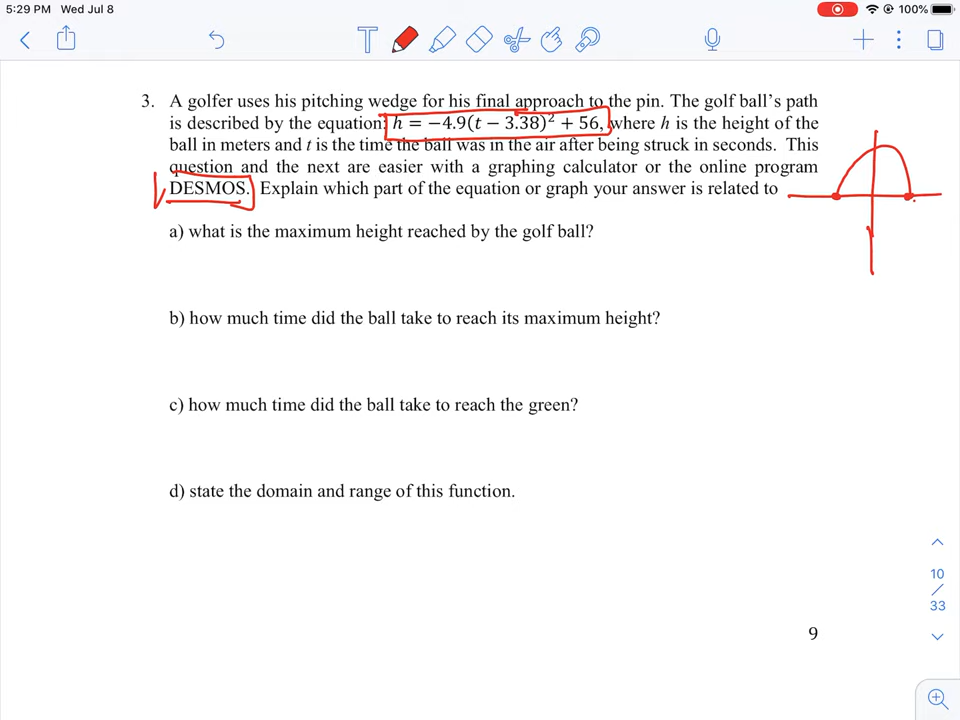 5:29 PM Wed Jul 8 100%
T
3. A golfer uses his pitching wedge for his final approach to the pin. The golf ball's path
is described by the equation: h = −4.9(t − 3.38)² + 56, where h is the height of the
ball in meters and t is the time the ball was in the air after being struck in seconds. This
question and the next are easier with a graphing calculator or the online program
DESMOS. Explain which part of the equation or graph your answer is related to
a) what is the maximum height reached by the golf ball?
b) how much time did the ball take to reach its maximum height?
c) how much time did the ball take to reach the green?
d) state the domain and range of this function.
10
/
33
9